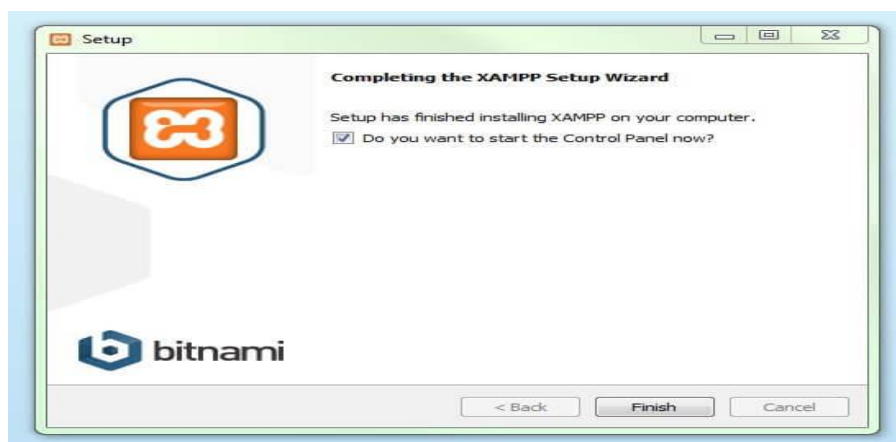 Setup
Completing the XAMPP Setup Wizard
Setup has finished installing XAMPP on your computer.
Do you want to start the Control Panel now?
bitnami
< Back
Finish
Cancel